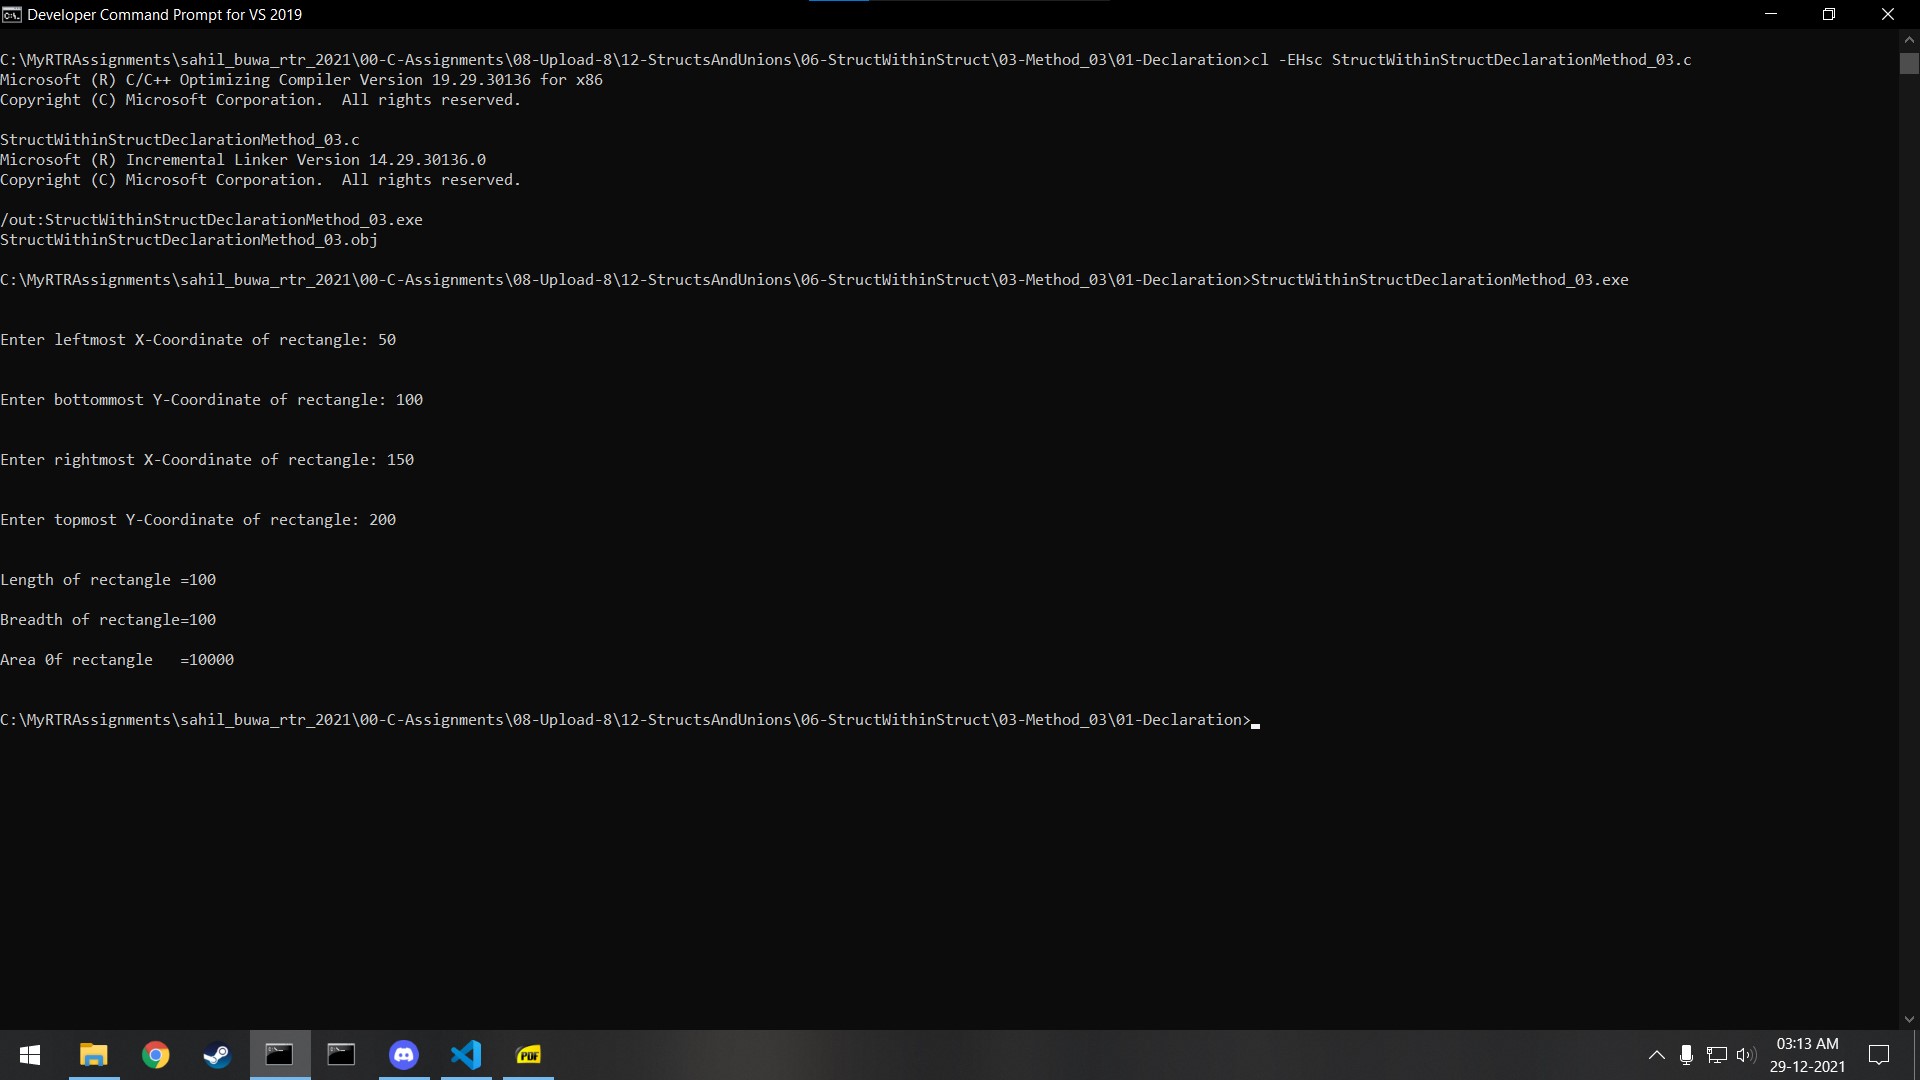 Developer Command Prompt for VS 2019
C:\MyRTRAssignments\sahil_buwa_rtr_2021\00-C-Assignments\08-Upload-8\12-StructsAndUnions\06-StructWithinStruct\03-Method_03\01-Declaration>cl -EHsc StructWithinStructDeclarationMethod_03.c
Microsoft (R) C/C++ Optimizing Compiler Version 19.29.30136 for x86
Copyright (C) Microsoft Corporation.  All rights reserved.
StructWithinStructDeclarationMethod_03.c
Microsoft (R) Incremental Linker Version 14.29.30136.0
Copyright (C) Microsoft Corporation.  All rights reserved.
/out:StructWithinStructDeclarationMethod_03.exe
StructWithinStructDeclarationMethod_03.obj
C:\MyRTRAssignments\sahil_buwa_rtr_2021\00-C-Assignments\08-Upload-8\12-StructsAndUnions\06-StructWithinStruct\03-Method_03\01-Declaration>StructWithinStructDeclarationMethod_03.exe
Enter leftmost X-Coordinate of rectangle: 50
Enter bottommost Y-Coordinate of rectangle: 100
Enter rightmost X-Coordinate of rectangle: 150
Enter topmost Y-Coordinate of rectangle: 200
Length of rectangle =100
Breadth of rectangle=100
Area 0f rectangle   =10000
C:\MyRTRAssignments\sahil_buwa_rtr_2021\00-C-Assignments\08-Upload-8\12-StructsAndUnions\06-StructWithinStruct\03-Method_03\01-Declaration>
PDF
03:13 AM
29-12-2021